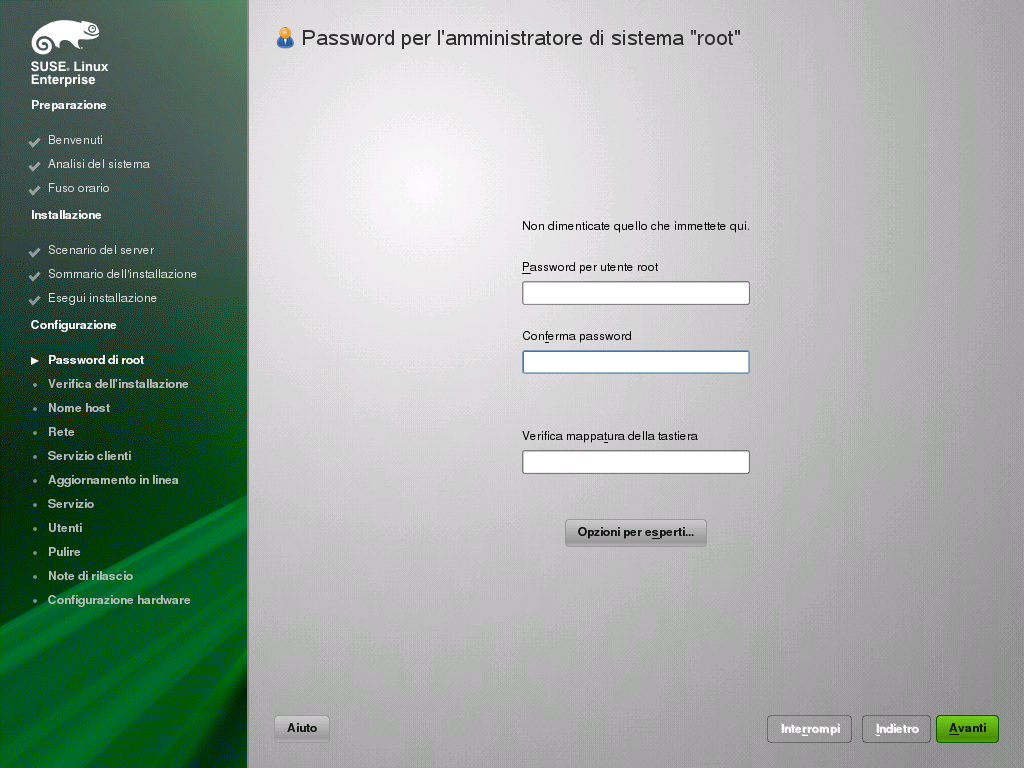 SUSE. Linux
Enterprise
Preparazione
Benvenuti
Analisi del sistema
Fuso orario
Installazione
Scenario del server
Sommario dell'installazione
Esegui installazione
Configurazione
Password di root
Verifica dell'installazione
Nome host
Rete
Servizio clienti
Aggiornamento in linea
Servizio
Utenti
Pulire
Note di rilascio
Configurazione hardware
Password per l'amministratore di sistema "root"
Non dimenticate quello che immettete qui.
Password per utente root
Conferma password
Verifica mappatura della tastiera
Opzioni per esperti...
Aiuto
Interrompi
Indietro
Avanti